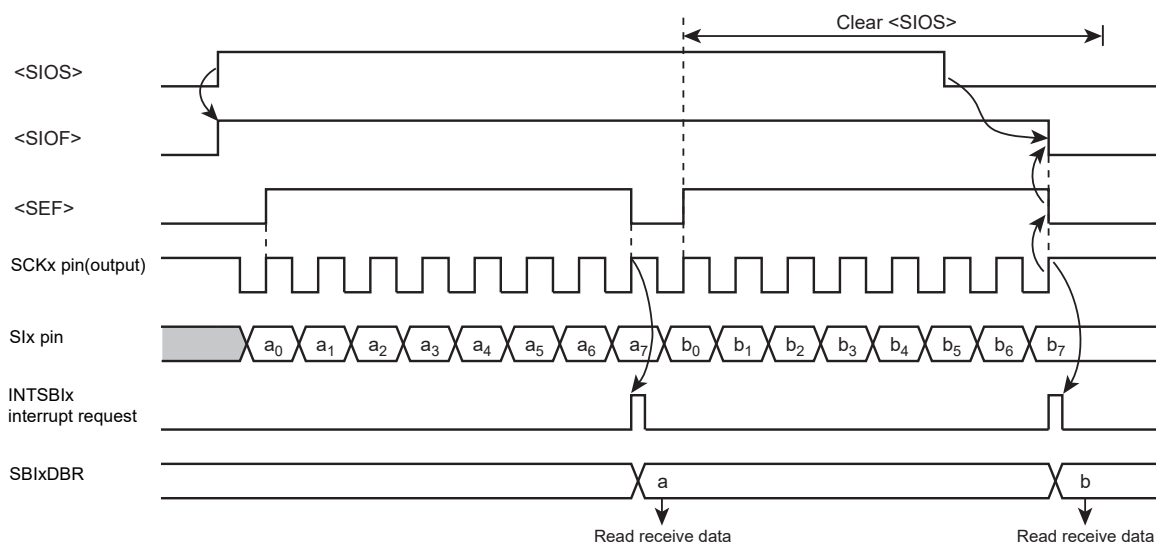 Clear <SIOS>
<SIOS>
<SIOF>
<SEF>
SCKx pin(output)
SIx pin
a0 a1 a2 a3 a4 a5 a6 a7 b0 b1 b2 b3 b4 b5 b6 b7
INTSBIx
interrupt request
SBIxDBR
a b
Read receive data Read receive data